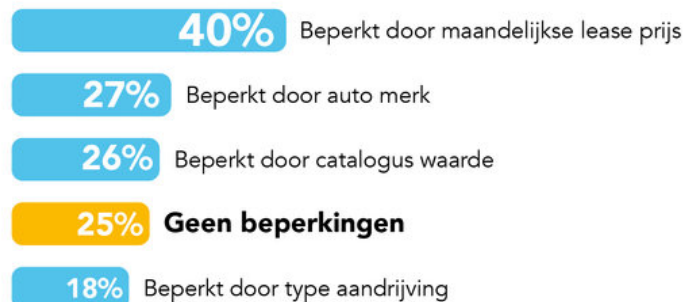 40% Beperkt door maandelijkse lease prijs
27% Beperkt door auto merk
26% Beperkt door catalogus waarde
25% Geen beperkingen
18% Beperkt door type aandrijving